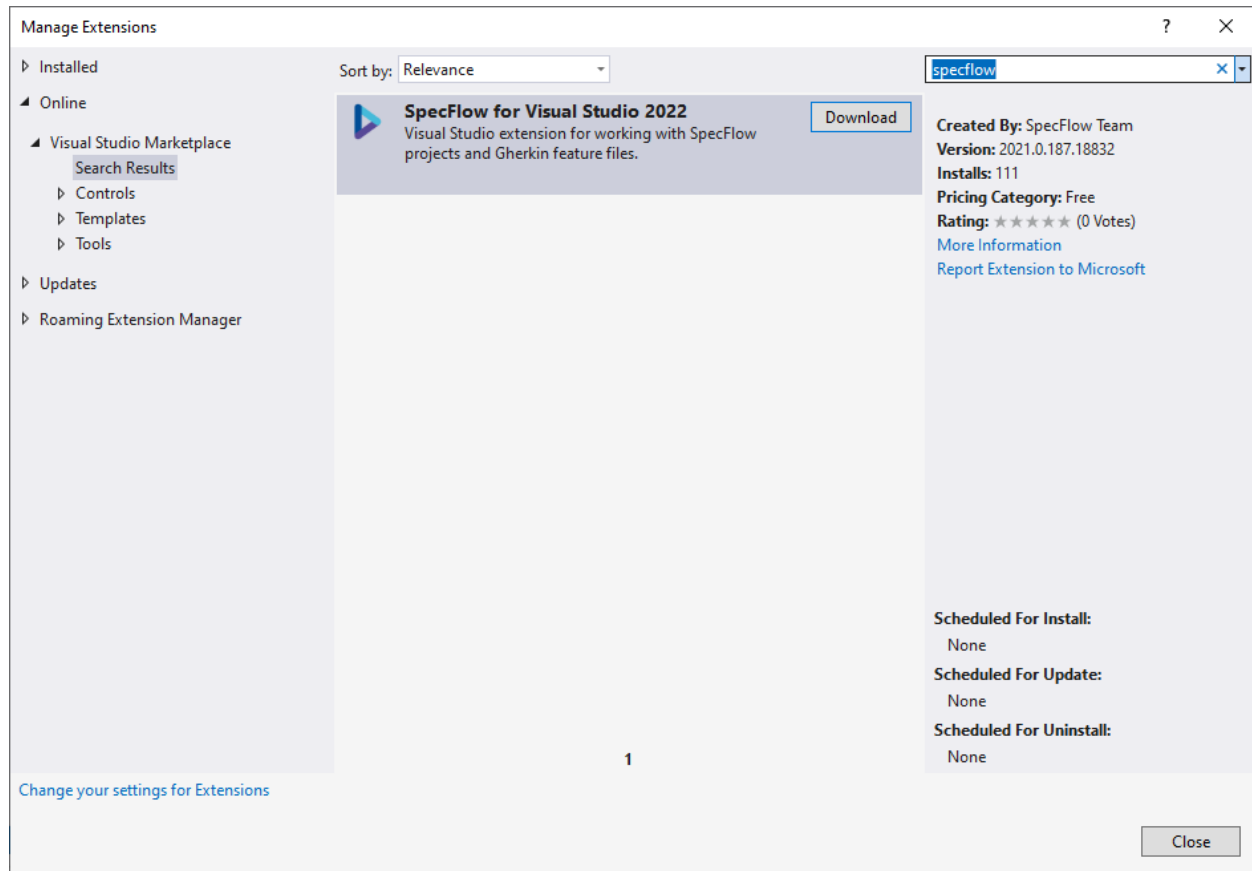 Manage Extensions
?
Installed
Online
Visual Studio Marketplace
Search Results
Controls
Templates
Tools
Updates
Roaming Extension Manager
Sort by: Relevance
SpecFlow for Visual Studio 2022
Visual Studio extension for working with SpecFlow
projects and Gherkin feature files.
Download
1
specflow
Created By: SpecFlow Team
Version: 2021.0.187.18832
Installs: 111
Pricing Category: Free
Rating: ★★★★★ (0 Votes)
More Information
Report Extension to Microsoft
Scheduled For Install:
None
Scheduled For Update:
None
Scheduled For Uninstall:
None
Change your settings for Extensions
Close